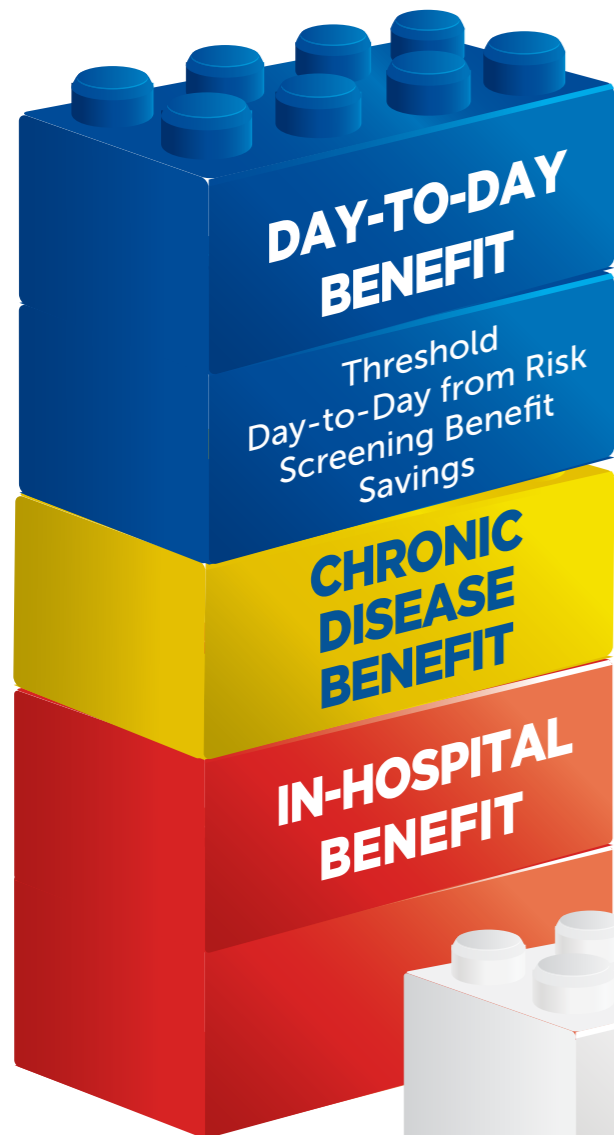 DAY-TO-DAY
BENEFIT
Threshold
Day-to-Day from Risk
Screening Benefit
Savings
CHRONIC
DISEASE
BENEFIT
IN-HOSPITAL
BENEFIT